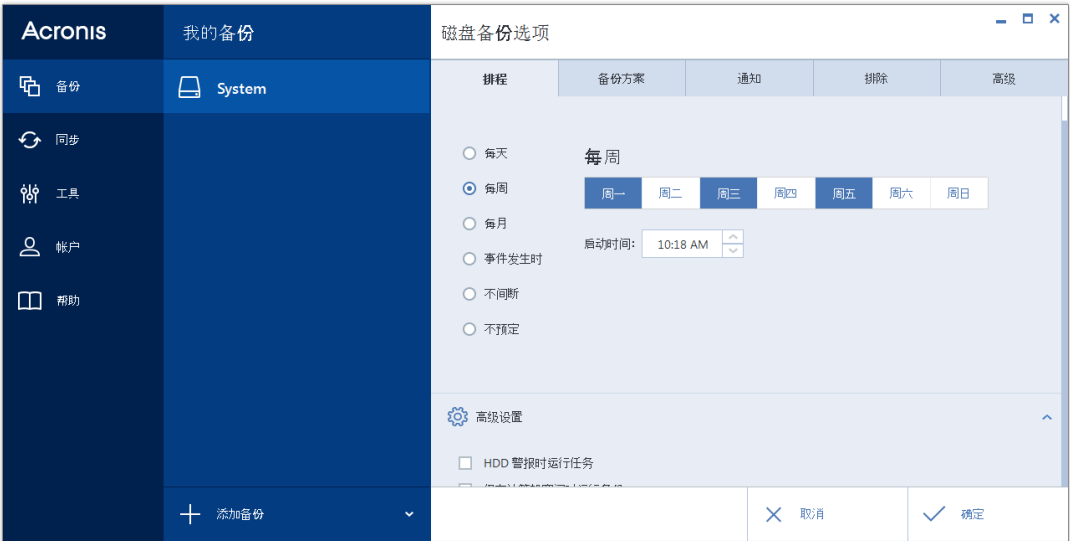 Acronis
备份
同步
工具
帐户
帮助
我的备份
System
添加备份
磁盘备份选项
排程 备份方案 通知 排除 高级
每天
每周
每月
事件发生时
不间断
不预定
每周
周一 周二 周三 周四 周五 周六 周日
启动时间: 10:18 AM
高级设置
HDD 警报时运行任务
取消 确定